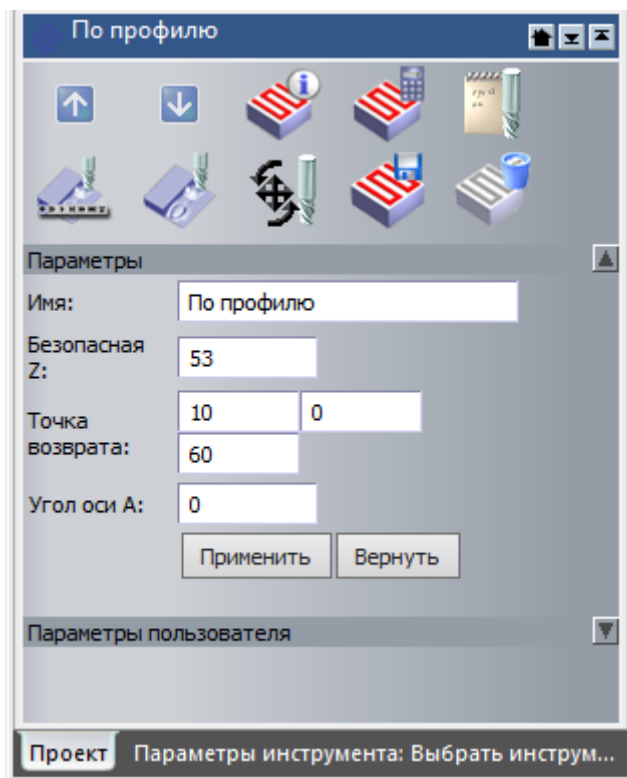 По профилю
Параметры
Имя:
По профилю
Безопасная
Z:
53
Точка
возврата:
10
0
60
Угол оси A:
0
Применить
Вернуть
Параметры пользователя
Проект
Параметры инструмента: Выбрать инструм...